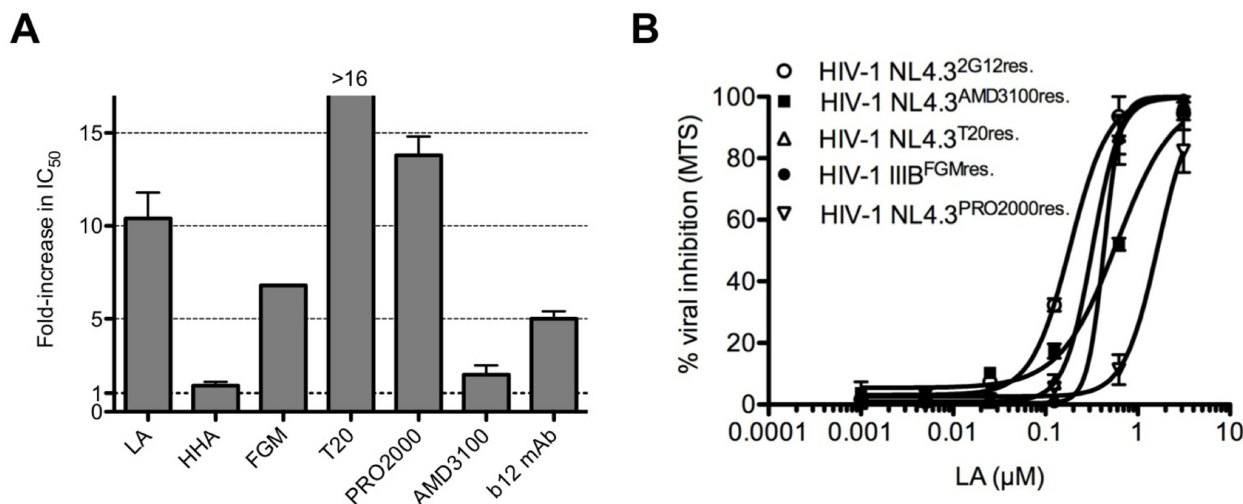 A
Fold-increase in IC50
>16
15
10
5
1
0
LA
HHA
FGM
T20
PRO2000
AMD3100
b12 mAb
B
HIV-1 NL4.3 2G12res.
HIV-1 NL4.3 AMD3100res.
HIV-1 NL4.3 T20res.
HIV-1 IIIB FGMres.
HIV-1 NL4.3 PRO2000res.
% viral inhibition (MTS)
100
80
60
40
20
0
0.0001
0.001
0.01
0.1
1
10
LA (µM)